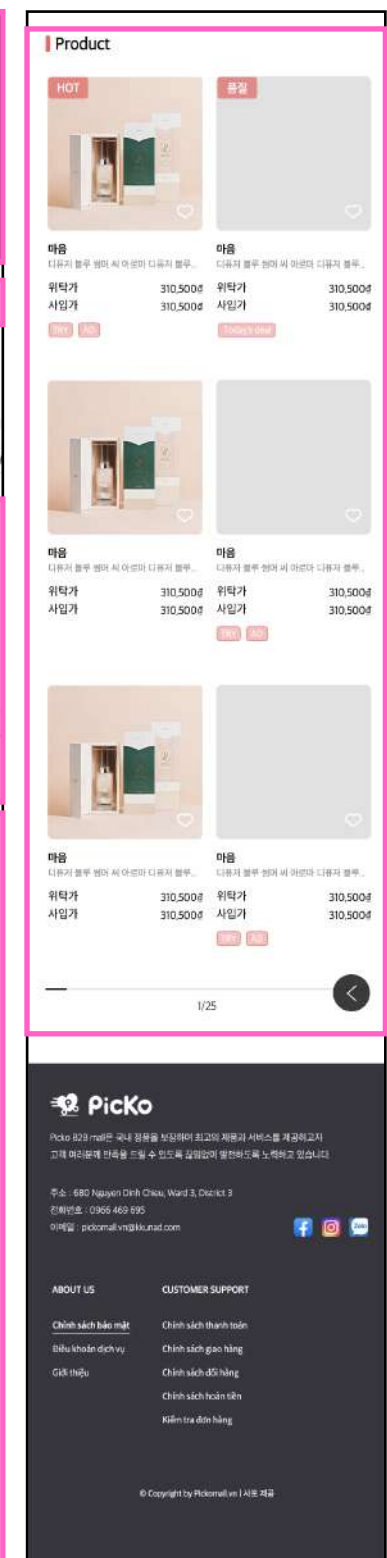 Product
HOT
품질
마음
디퓨저 블루 썸머 씨 아로마 디퓨저 블루...
위탁가 310,500đ
사입가 310,500đ
TRY AD
마음
디퓨저 블루 썸머 씨 아로마 디퓨저 블루...
위탁가 310,500đ
사입가 310,500đ
Today's deal
마음
디퓨저 블루 썸머 씨 아로마 디퓨저 블루...
위탁가 310,500đ
사입가 310,500đ
마음
디퓨저 블루 썸머 씨 아로마 디퓨저 블루...
위탁가 310,500đ
사입가 310,500đ
TRY AD
마음
디퓨저 블루 썸머 씨 아로마 디퓨저 블루...
위탁가 310,500đ
사입가 310,500đ
마음
디퓨저 블루 썸머 씨 아로마 디퓨저 블루...
위탁가 310,500đ
사입가 310,500đ
TRY AD
1/25
PicKo
Picko B2B mall은 국내 정품을 보장하며 최고의 제품과 서비스를 제공하고자
고객 여러분께 만족을 드릴 수 있도록 끊임없이 발전하도록 노력하고 있습니다.
주소 : 680 Nguyen Dinh Chieu, Ward 3, District 3
전화번호 : 0966 469 695
이메일 : pickomall.vn@kkunad.com
Zalo
ABOUT US
Chính sách bảo mật
Điều khoản dịch vụ
Giới thiệu
CUSTOMER SUPPORT
Chính sách thanh toán
Chính sách giao hàng
Chính sách đổi hàng
Chính sách hoàn tiền
Kiểm tra đơn hàng
© Copyright by Pickomall.vn | 샤포 제공